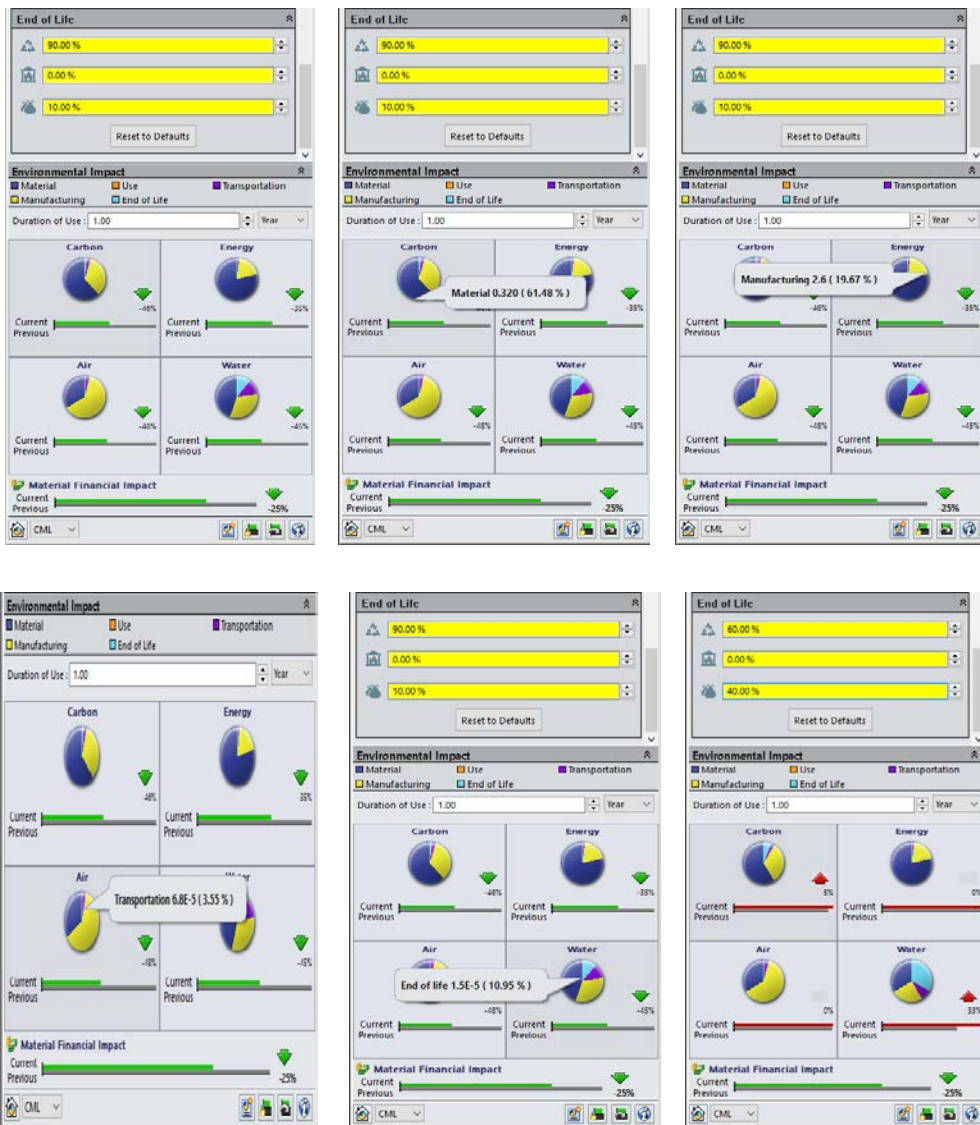 End of Life
90.00 %
0.00 %
10.00 %
Reset to Defaults
Environmental Impact
Material Use Transportation
Manufacturing End of Life
Duration of Use : 1.00 Year
Carbon Energy
-46% -35%
Current Current
Previous Previous
Air Water
-48% -45%
Current Current
Previous Previous
Material Financial Impact
Current
Previous -25%
CML
End of Life
90.00 %
0.00 %
10.00 %
Reset to Defaults
Environmental Impact
Material Use Transportation
Manufacturing End of Life
Duration of Use : 1.00 Year
Carbon Energy
Material 0.320 ( 61.48 % )
-35%
Current Current
Previous Previous
Air Water
-48% -45%
Current Current
Previous Previous
Material Financial Impact
Current
Previous -25%
CML
End of Life
90.00 %
0.00 %
10.00 %
Reset to Defaults
Environmental Impact
Material Use Transportation
Manufacturing End of Life
Duration of Use : 1.00 Year
Carbon Energy
Manufacturing 2.6 ( 19.67 % )
-46% -35%
Current Current
Previous Previous
Air Water
-48% -45%
Current Current
Previous Previous
Material Financial Impact
Current
Previous -25%
CML
Environmental Impact
Material Use Transportation
Manufacturing End of Life
Duration of Use : 1.00 Year
Carbon Energy
Current Current
Previous Previous
Air
Transportation 6.8E-5 ( 3.55 % )
-48% -45%
Current Current
Previous Previous
Material Financial Impact
Current
Previous -25%
CML
End of Life
90.00 %
0.00 %
10.00 %
Reset to Defaults
Environmental Impact
Material Use Transportation
Manufacturing End of Life
Duration of Use : 1.00 Year
Carbon Energy
-46% -35%
Current Current
Previous Previous
Air Water
End of life 1.5E-5 ( 10.95 % )
-48% -45%
Current Current
Previous Previous
Material Financial Impact
Current
Previous -25%
CML
End of Life
60.00 %
0.00 %
40.00 %
Reset to Defaults
Environmental Impact
Material Use Transportation
Manufacturing End of Life
Duration of Use : 1.00 Year
Carbon Energy
5% 0%
Current Current
Previous Previous
Air Water
0% 33%
Current Current
Previous Previous
Material Financial Impact
Current
Previous -25%
CML